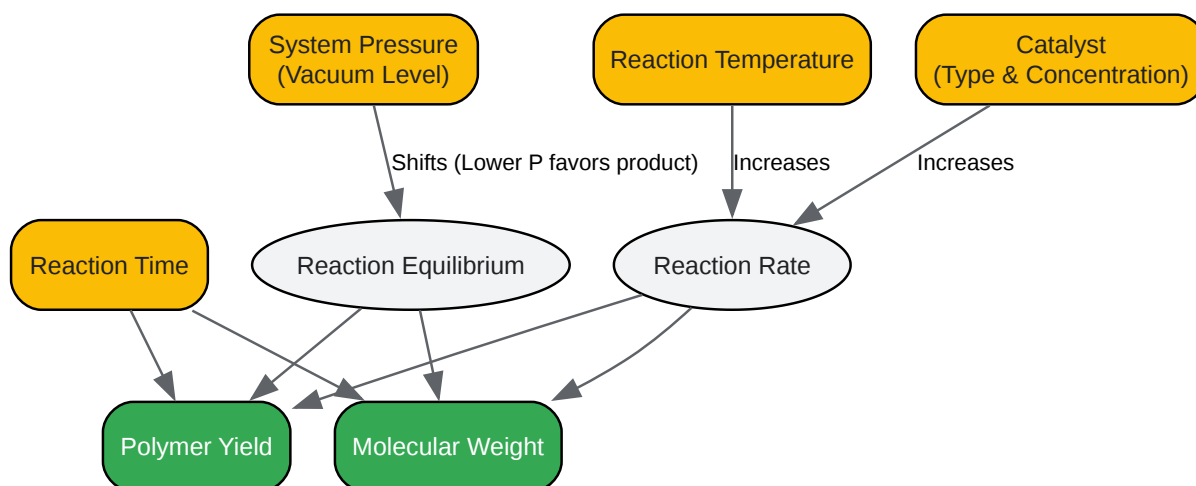 System Pressure
(Vacuum Level)
Reaction Temperature
Catalyst
(Type & Concentration)
Shifts (Lower P favors product)
Increases
Increases
Reaction Time
Reaction Equilibrium
Reaction Rate
Polymer Yield
Molecular Weight